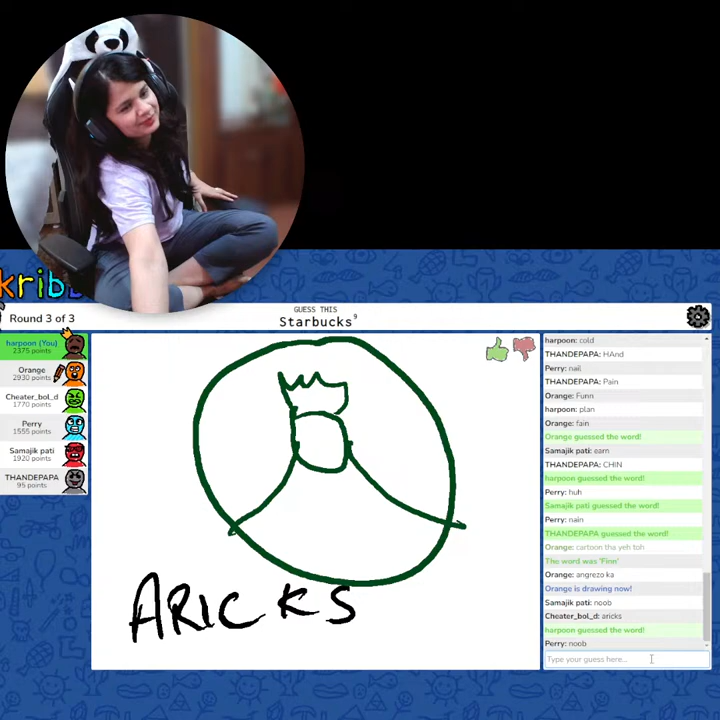 krib
GUESS THIS
Starbucks⁹
Round 3 of 3
harpoon (You)
2375 points
Orange
2930 points
Cheater_bol_d
1770 points
Perry
1555 points
Samajik pati
1920 points
THANDEPAPA
95 points
ARICKS
harpoon: cold
THANDEPAPA: HAnd
Perry: nail
THANDEPAPA: Pain
Orange: Funn
harpoon: plan
Orange: fain
Orange guessed the word!
Samajik pati: earn
THANDEPAPA: CHIN
harpoon guessed the word!
Perry: huh
Samajik pati guessed the word!
Perry: nain
THANDEPAPA guessed the word!
Orange: cartoon tha yeh toh
The word was 'Finn'
Orange: angrezo ka
Orange is drawing now!
Samajik pati: noob
Cheater_bol_d: aricks
harpoon guessed the word!
Perry: noob
Type your guess here...